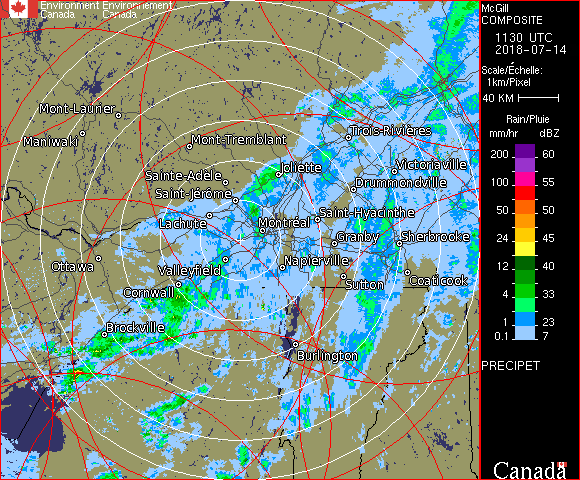 Environment Environnement
Canada Canada
Mont-Laurier
Maniwaki
Mont-Tremblant
Trois-Rivières
Sainte-Adèle
Joliette
Victoriaville
Saint-Jérôme
Drummondville
Lachute
Montréal
Saint-Hyacinthe
Granby
Sherbrooke
Ottawa
Valleyfield
Napierville
Cornwall
Sutton
Coaticook
Brockville
Burlington
McGill
COMPOSITE
1130 UTC
2018-07-14
Scale/Échelle:
1km/Pixel
40 KM
Rain/Pluie
mm/hr dBZ
200 60
100 55
50 50
24 45
12 40
4 33
1 23
0.1 7
PRECIPET
Canada